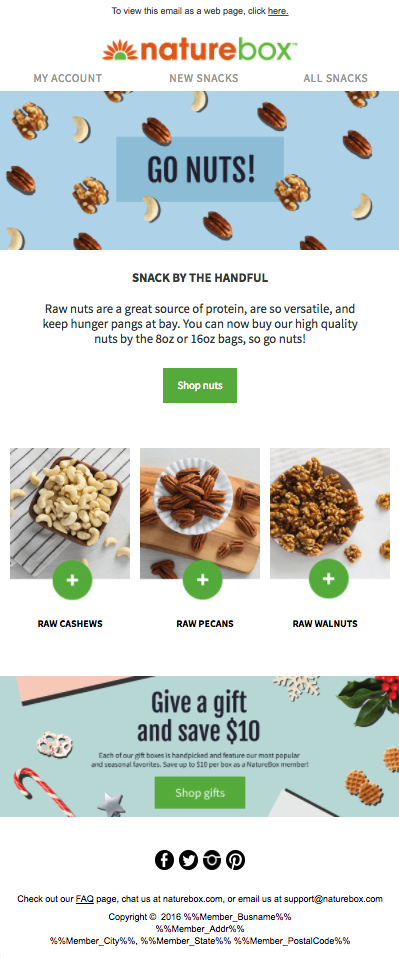 To view this email as a web page, click here.
naturebox™
MY ACCOUNT NEW SNACKS ALL SNACKS
GO NUTS!
SNACK BY THE HANDFUL
Raw nuts are a great source of protein, are so versatile, and
keep hunger pangs at bay. You can now buy our high quality
nuts by the 8oz or 16oz bags, so go nuts!
Shop nuts
RAW CASHEWS RAW PECANS RAW WALNUTS
Give a gift
and save $10
Each of our gift boxes is handpicked and feature our most popular
and seasonal favorites. Save up to $10 per box as a NatureBox member!
Shop gifts
Check out our FAQ page, chat us at naturebox.com, or email us at support@naturebox.com
Copyright © 2016 %%Member_Busname%%
%%Member_Addr%%
%%Member_City%%, %%Member_State%% %%Member_PostalCode%%